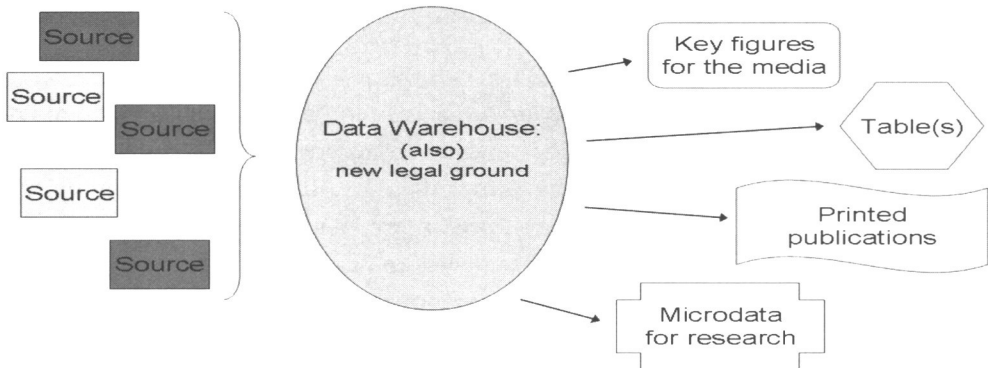 Source
Source
Source
Source
Source
Data Warehouse:
(also)
new legal ground
Key figures
for the media
Table(s)
Printed
publications
Microdata
for research